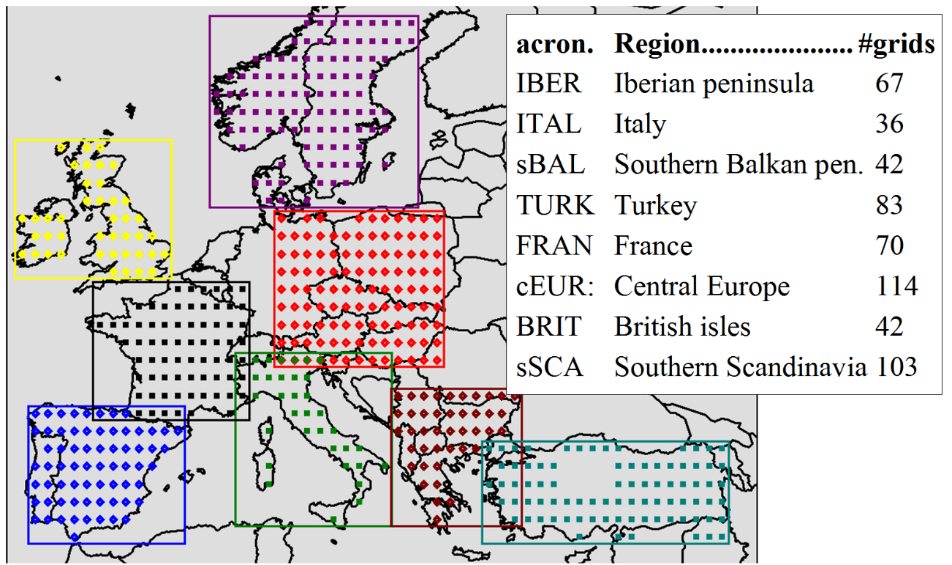 acron. Region...................... #grids
IBER Iberian peninsula 67
ITAL Italy 36
sBAL Southern Balkan pen. 42
TURK Turkey 83
FRAN France 70
cEUR: Central Europe 114
BRIT British isles 42
sSCA Southern Scandinavia 103